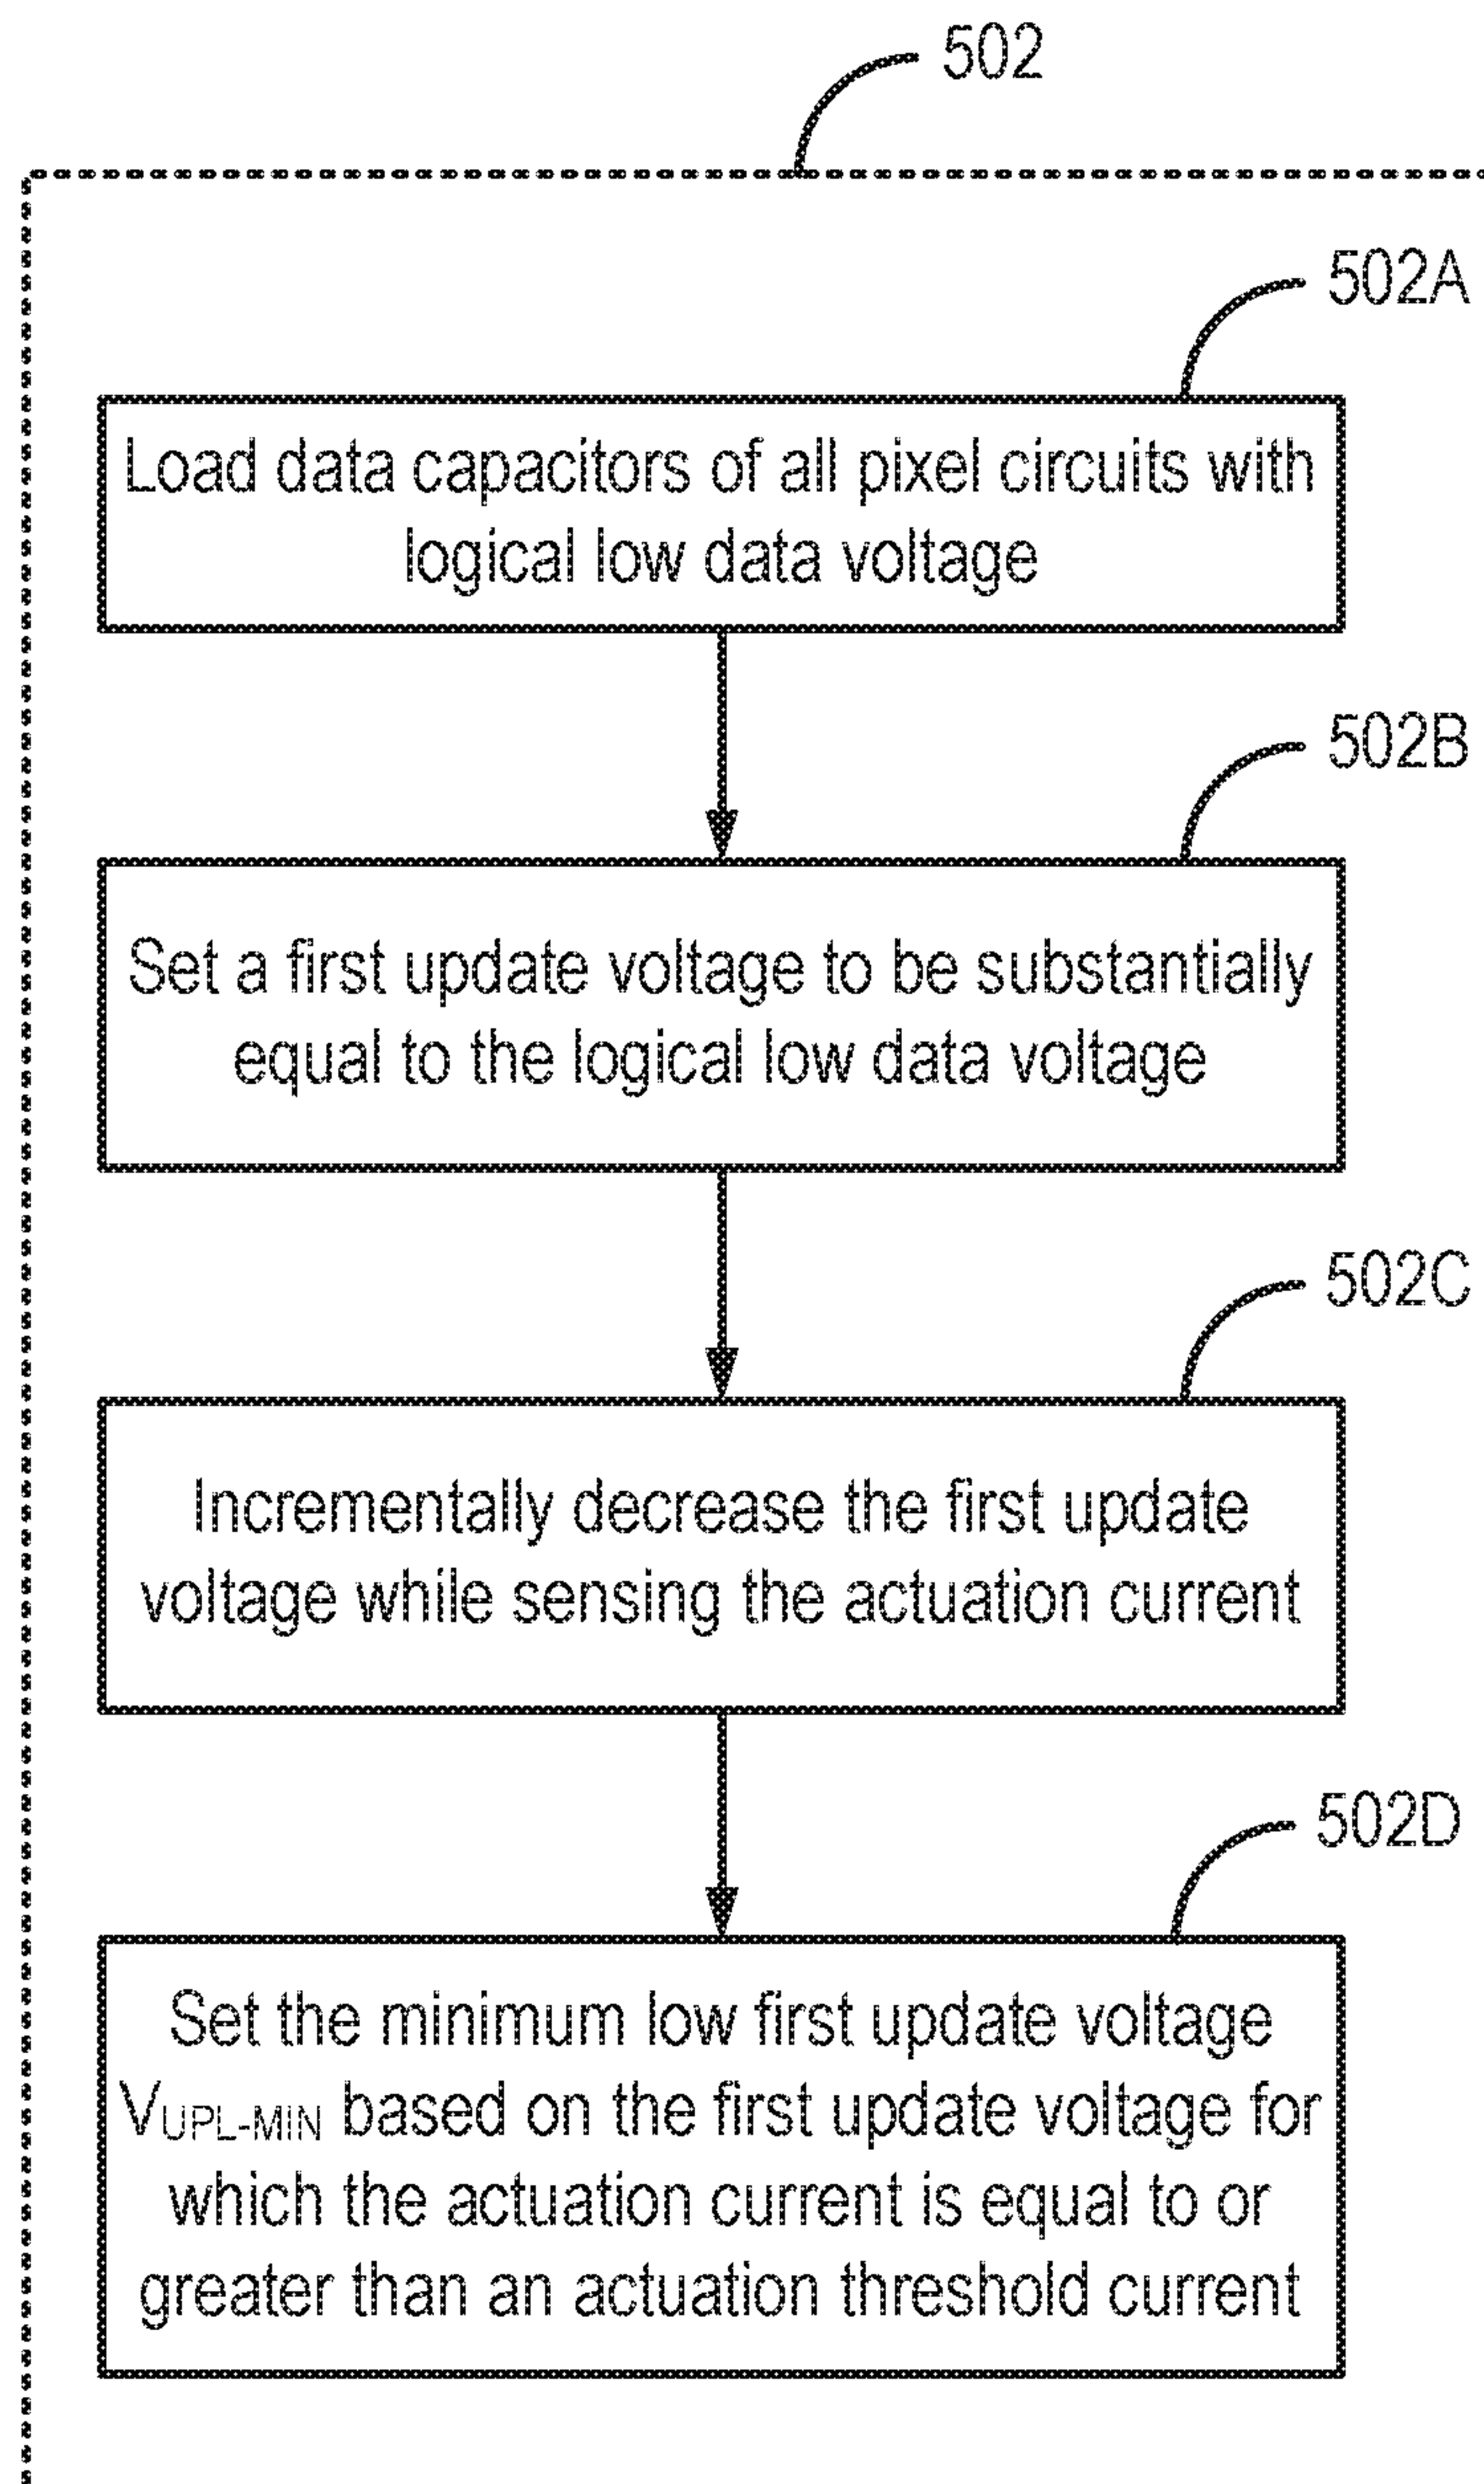 502
502A
Load data capacitors of all pixel circuits with
logical low data voltage
502B
Set a first update voltage to be substantially
equal to the logical low data voltage
502C
Incrementally decrease the first update
voltage while sensing the actuation current
502D
Set the minimum low first update voltage
VUPL-MIN based on the first update voltage for
which the actuation current is equal to or
greater than an actuation threshold current